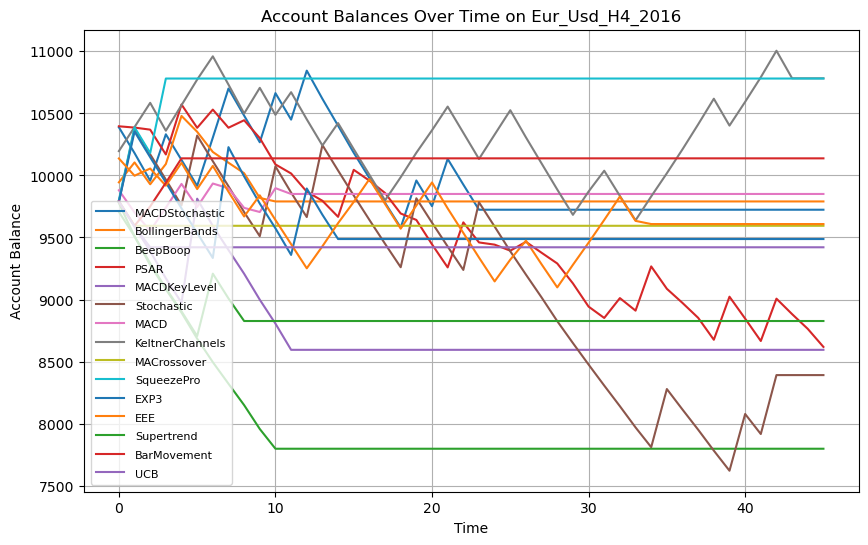 Account Balances Over Time on Eur_Usd_H4_2016
11000
10500
10000
9500
9000
8500
8000
7500
Account Balance
MACDStochastic
BollingerBands
BeepBoop
PSAR
MACDKeyLevel
Stochastic
MACD
KeltnerChannels
MACrossover
SqueezePro
EXP3
EEE
Supertrend
BarMovement
UCB
0
10
20
30
40
Time